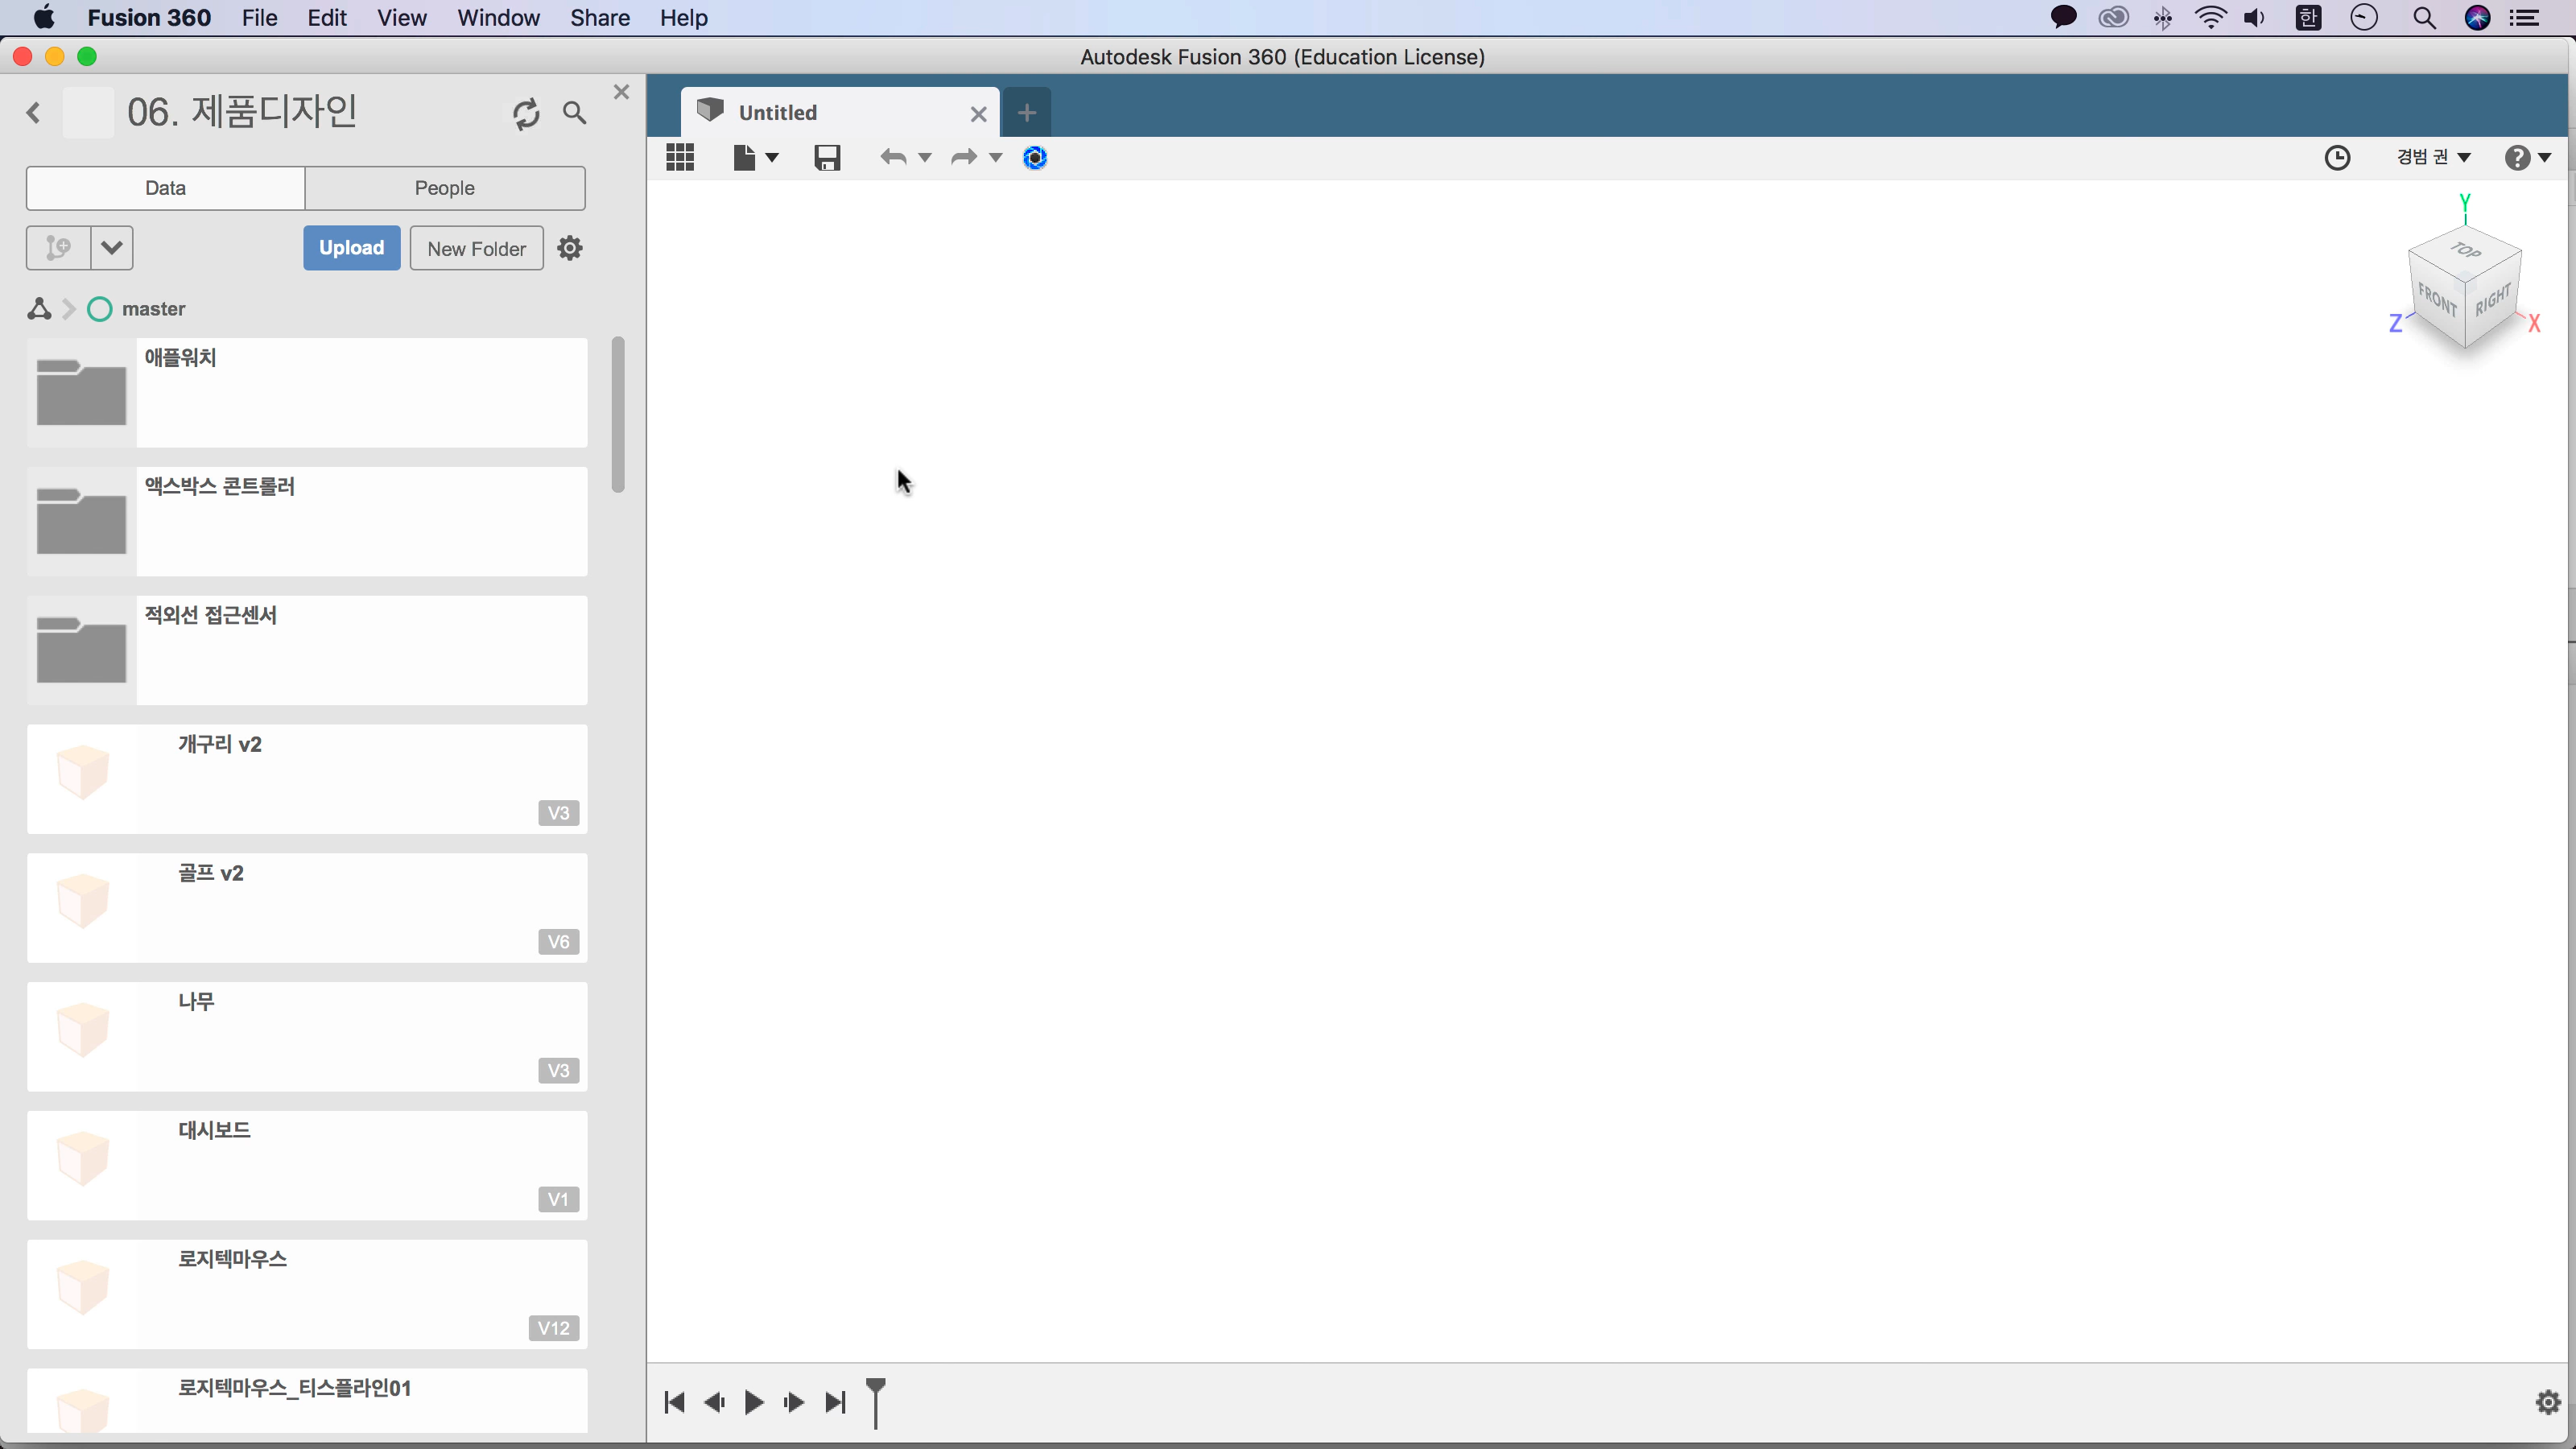 Fusion 360 File Edit View Window Share Help 한
Autodesk Fusion 360 (Education License)
06. 제품디자인
Untitled
경범 권
Data People
Upload New Folder
master
애플워치
액스박스 콘트롤러
적외선 접근센서
개구리 v2
V3
골프 v2
V6
나무
V3
대시보드
V1
로지텍마우스
V12
로지텍마우스_티스플라인01
Y
TOP
FRONT RIGHT
Z X